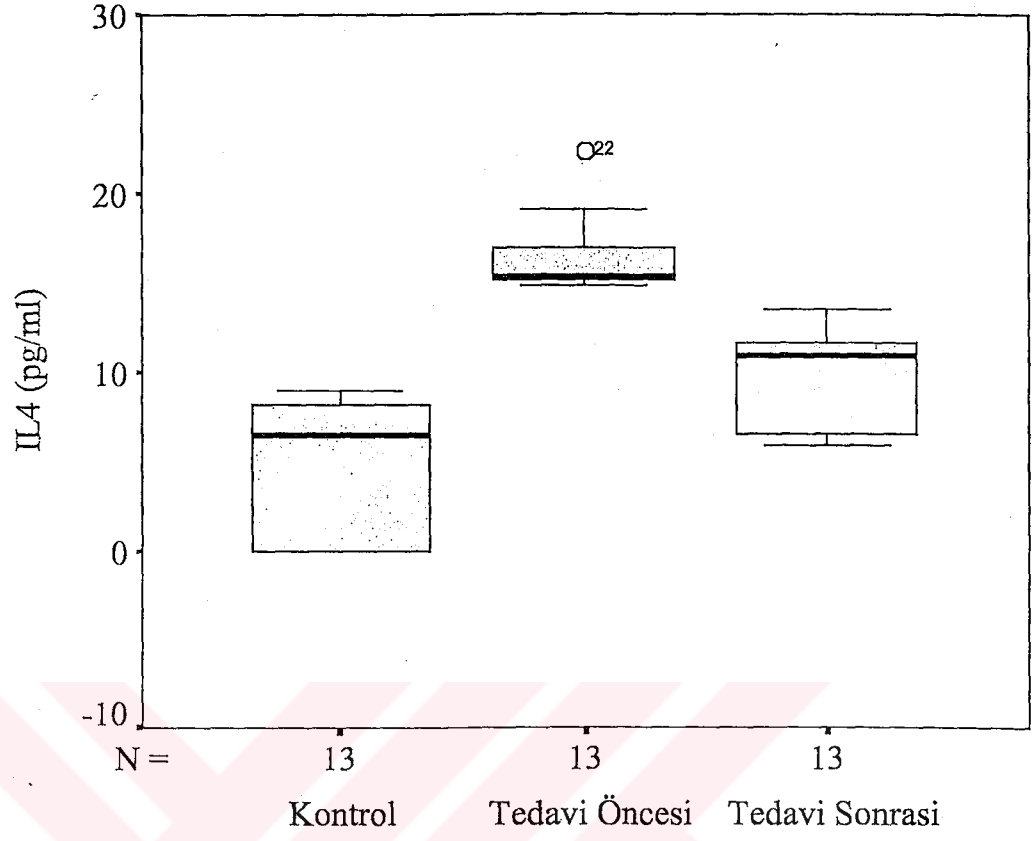 30
22
20
IL4 (pg/ml)
10
0
-10
N = 13 13 13
Kontrol Tedavi Öncesi Tedavi Sonrasi